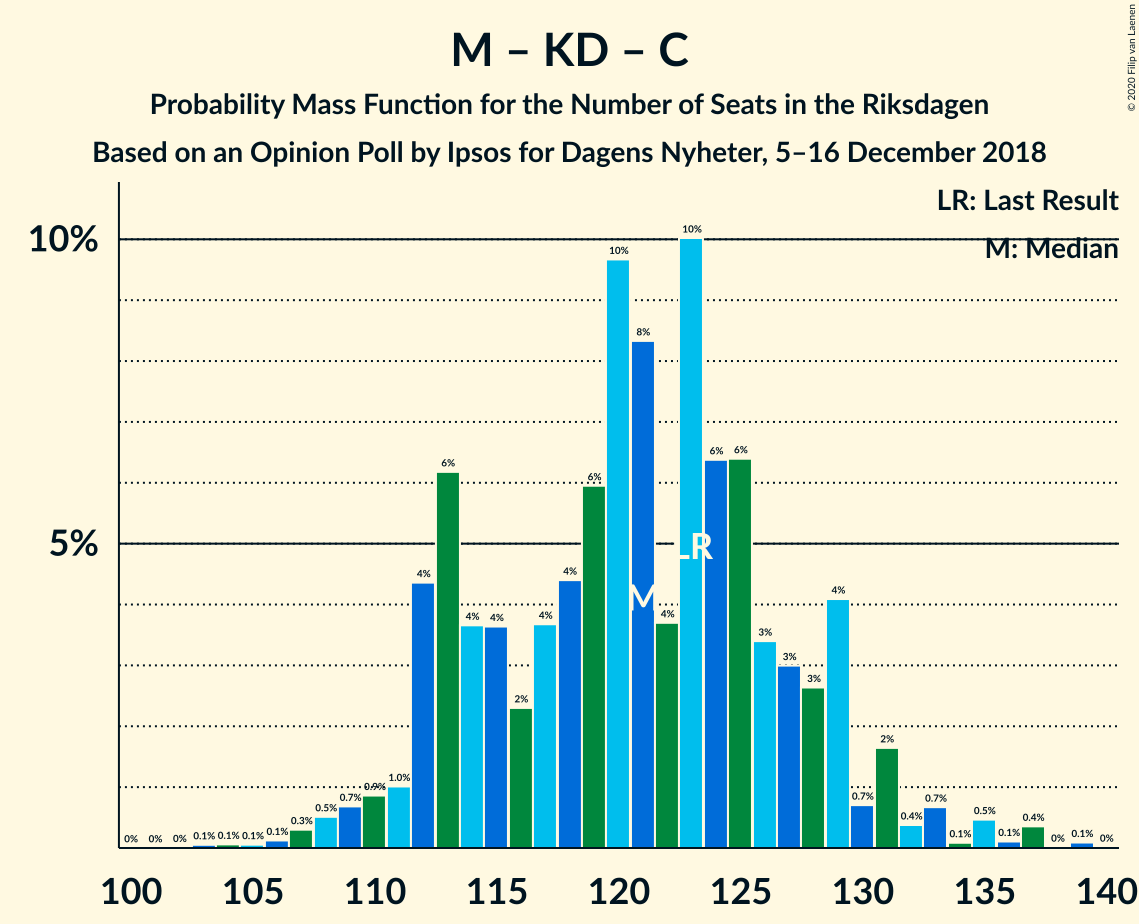 M – KD – C
Probability Mass Function for the Number of Seats in the Riksdagen
Based on an Opinion Poll by Ipsos for Dagens Nyheter, 5–16 December 2018
© 2020 Filip van Laenen
LR: Last Result
M: Median
10%
5%
0% 0% 0% 0.1% 0.1% 0.1% 0.1% 0.3% 0.5% 0.7% 0.9% 1.0% 4% 6% 4% 4% 2% 4% 4% 6% 10% 8% 4% 10% 6% 6% 3% 3% 3% 4% 0.7% 2% 0.4% 0.7% 0.1% 0.5% 0.1% 0.4% 0% 0.1% 0%
LR
M
100 105 110 115 120 125 130 135 140